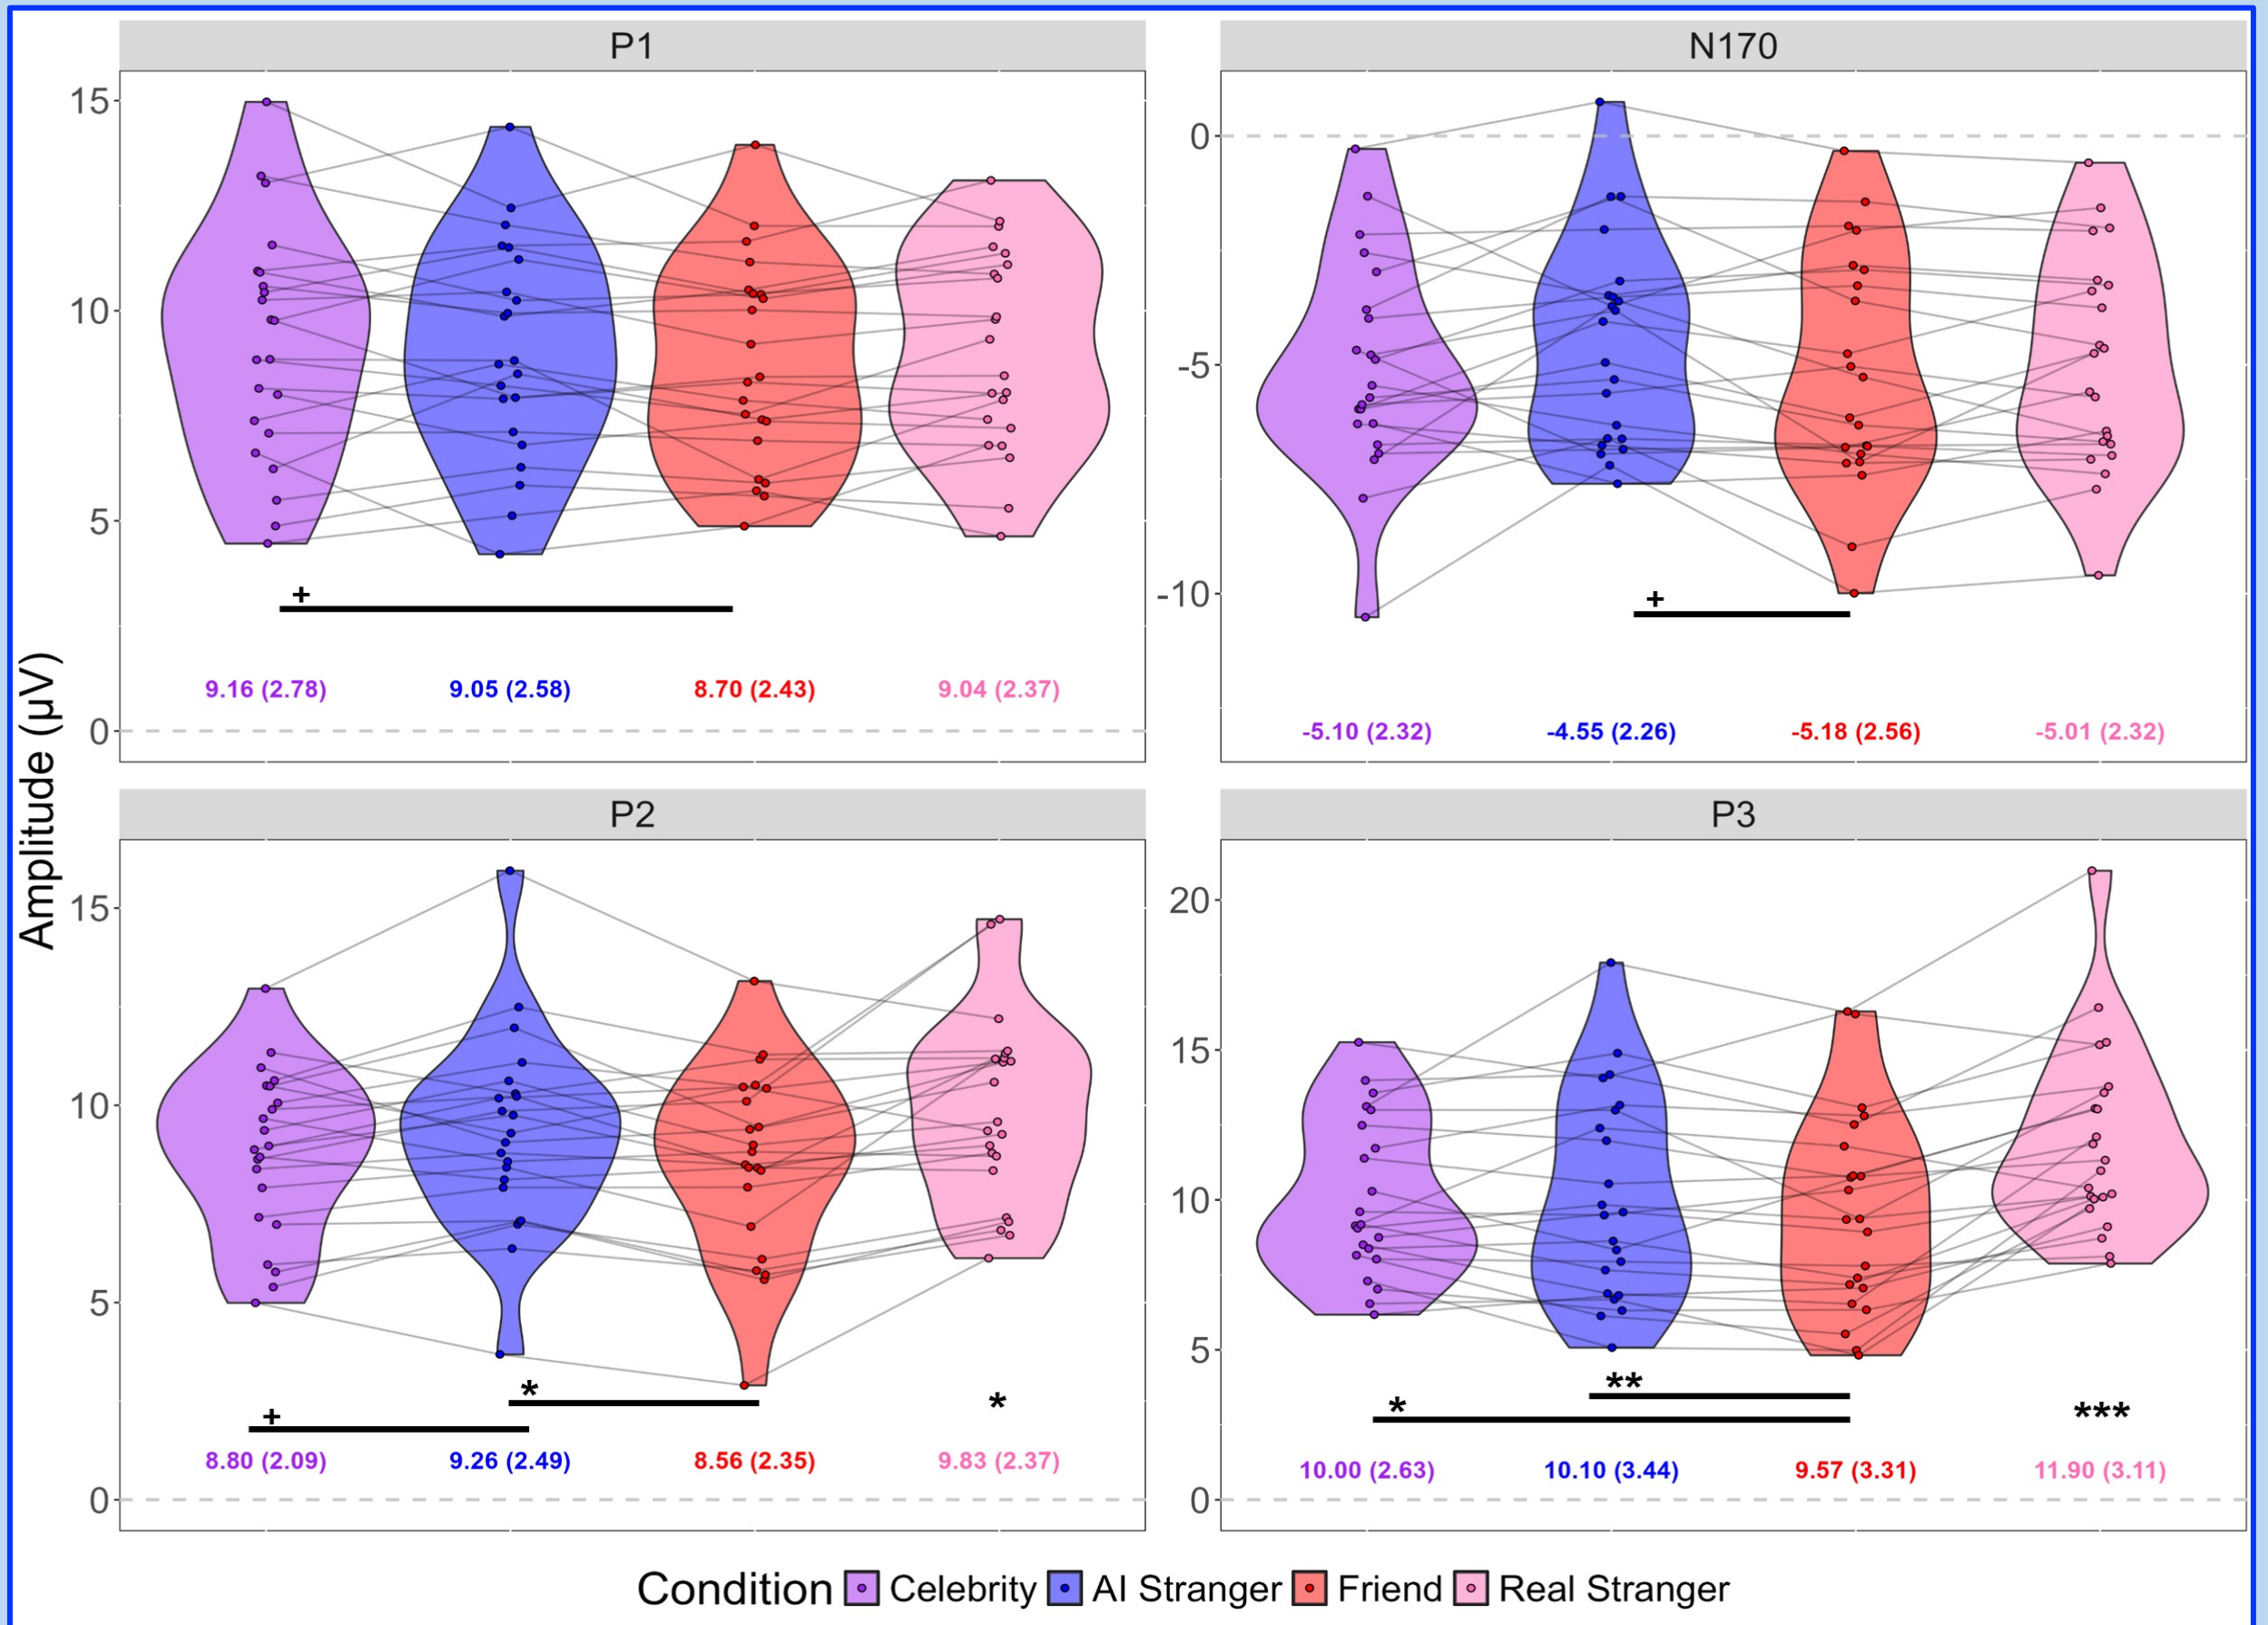 P1
N170
15
10
5
0
+
9.16 (2.78) 9.05 (2.58) 8.70 (2.43) 9.04 (2.37)
0
-5
-10
+
-5.10 (2.32) -4.55 (2.26) -5.18 (2.56) -5.01 (2.32)
Amplitude (µV)
P2
P3
15
10
5
0
* *
+
8.80 (2.09) 9.26 (2.49) 8.56 (2.35) 9.83 (2.37)
20
15
10
5
0
**
* ***
10.00 (2.63) 10.10 (3.44) 9.57 (3.31) 11.90 (3.11)
Condition Celebrity AI Stranger Friend Real Stranger